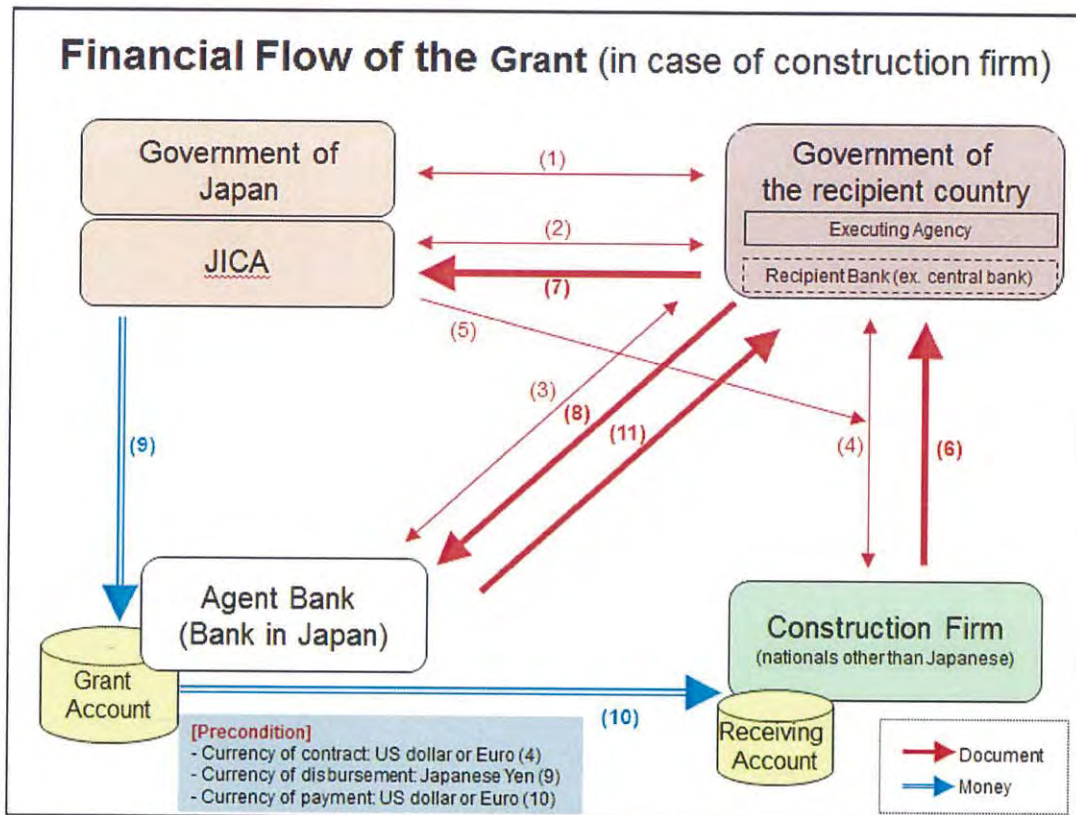 Financial Flow of the Grant (in case of construction firm)
Government of
Japan
JICA
Government of
the recipient country
Executing Agency
Recipient Bank (ex. central bank)
(1)
(2)
(7)
(5)
(3)
(8)
(11)
(4)
(6)
(9)
Agent Bank
(Bank in Japan)
Grant
Account
Construction Firm
(nationals other than Japanese)
Receiving
Account
(10)
[Precondition]
- Currency of contract: US dollar or Euro (4)
- Currency of disbursement: Japanese Yen (9)
- Currency of payment: US dollar or Euro (10)
Document
Money